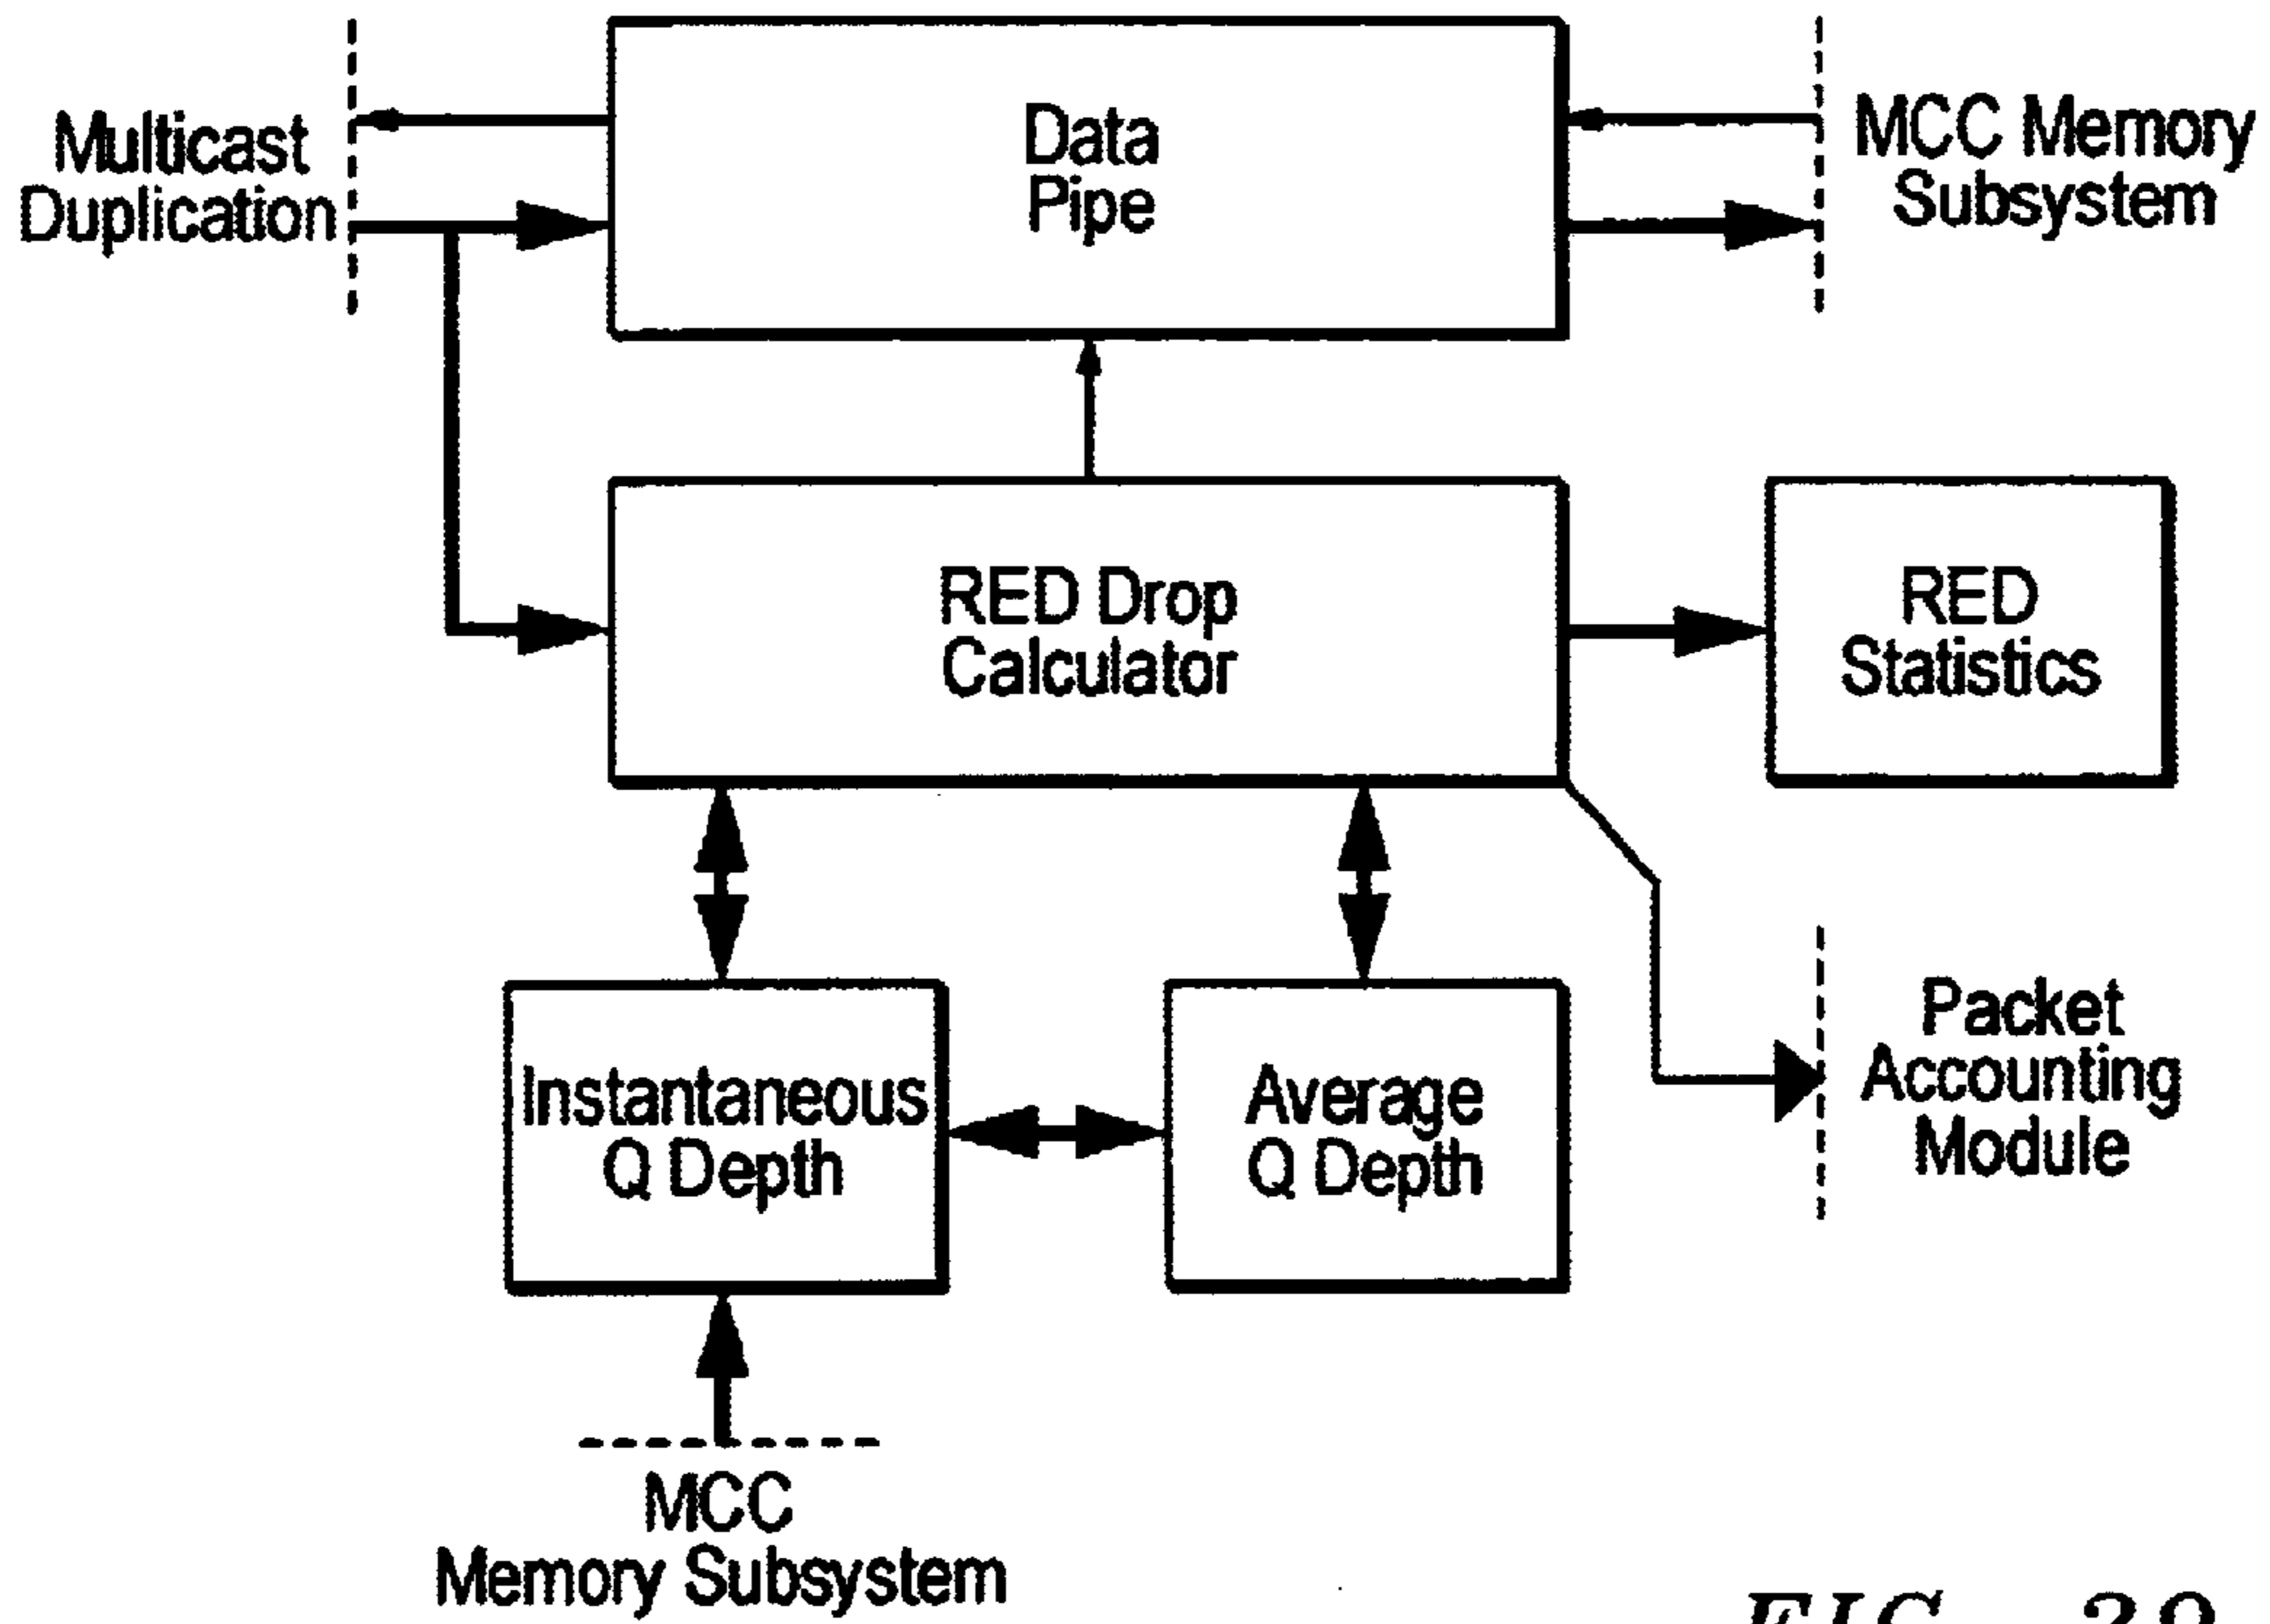 Multicast
Duplication
Data
Pipe
MCC Memory
Subsystem
RED Drop
Calculator
RED
Statistics
Instantaneous
Q Depth
Average
Q Depth
Packet
Accounting
Module
MCC
Memory Subsystem
FIG.